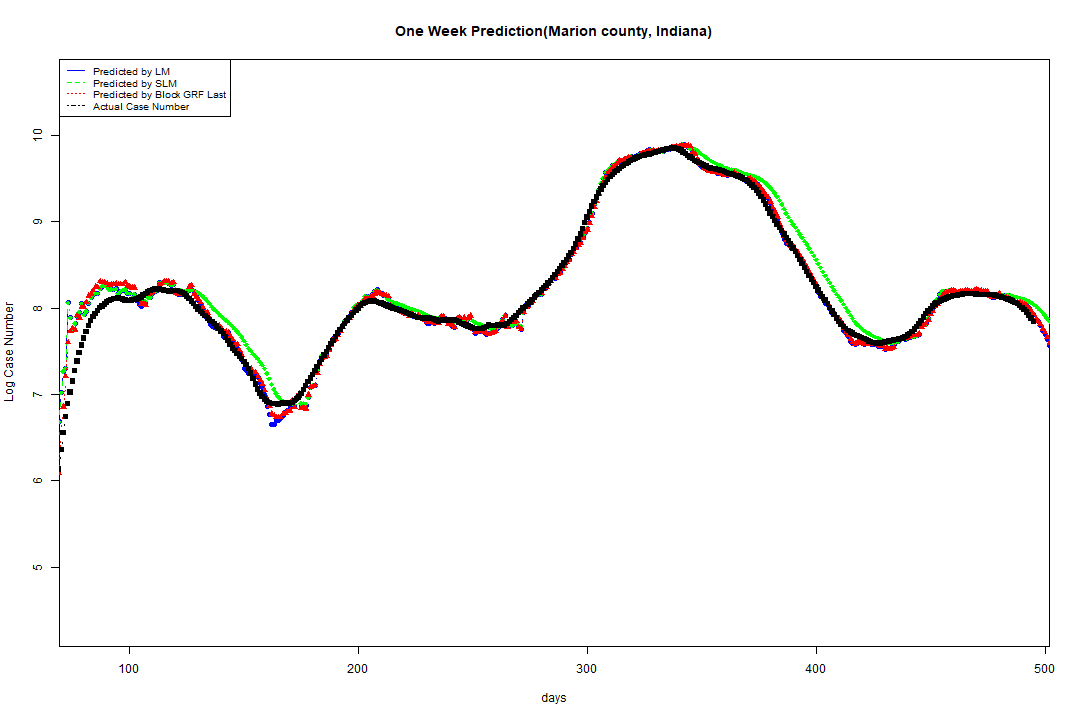 One Week Prediction(Marion county, Indiana)
Predicted by LM
Predicted by SLM
Predicted by Block GRF Last
Actual Case Number
10
9
8
7
6
5
Log Case Number
100 200 300 400 500
days